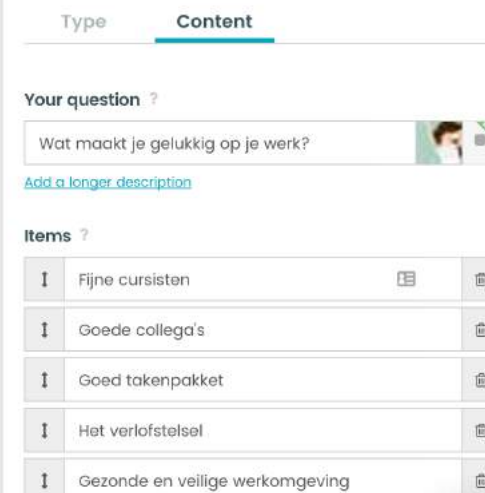 Type Content
Your question ?
Wat maakt je gelukkig op je werk?
Add a longer description
Items ?
Fijne cursisten
Goede collega's
Goed takenpakket
Het verlofstelsel
Gezonde en veilige werkomgeving